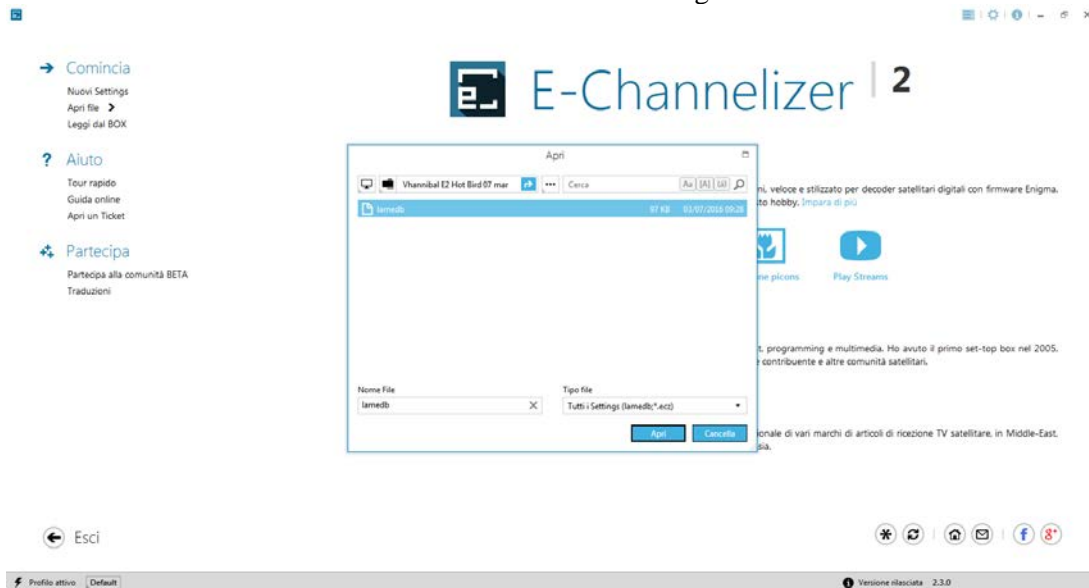 Comincia
Nuovi Settings
Apri file
Leggi dal BOX
Aiuto
Tour rapido
Guida online
Apri un Ticket
Partecipa
Partecipa alla comunità BETA
Traduzioni
E-Channelizer 2
Apri
Vhannibal E2 Hot Bird 07 mar
Cerca
lamedb 87 KB 03/07/2016 09:28
Nome File
lamedb
Tipo file
Tutti i Settings (lamedb;*.ecz)
Apri Cancella
veloce e stilizzato per decoder satellitari digitali con firmware Enigma.
hobby. Impara di più
picons
Play Streams
programming e multimedia. Ho avuto il primo set-top box nel 2005.
contribuente e altre comunità satellitari.
di vari marchi di articoli di ricezione TV satellitare, in Middle-East,
Esci
Profilo attivo Default
Versione rilasciata 2.3.0